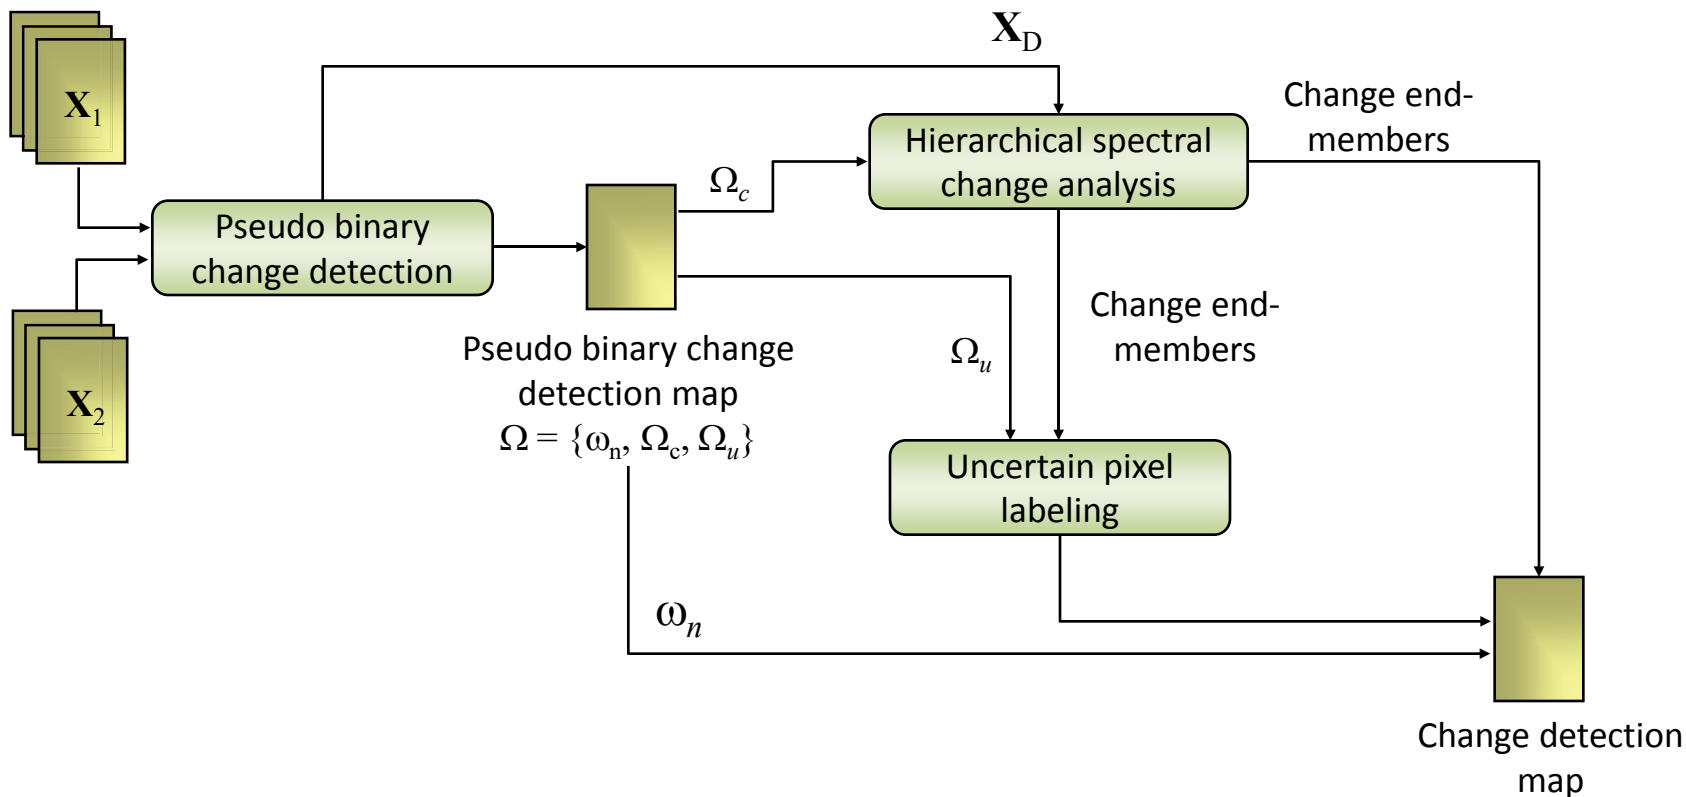 X_D
X_1
Change end-
members
Hierarchical spectral
change analysis
Ω_c
Pseudo binary
change detection
Change end-
members
Pseudo binary change
detection map
Ω = {ω_n, Ω_c, Ω_u}
Ω_u
X_2
Uncertain pixel
labeling
ω_n
Change detection
map